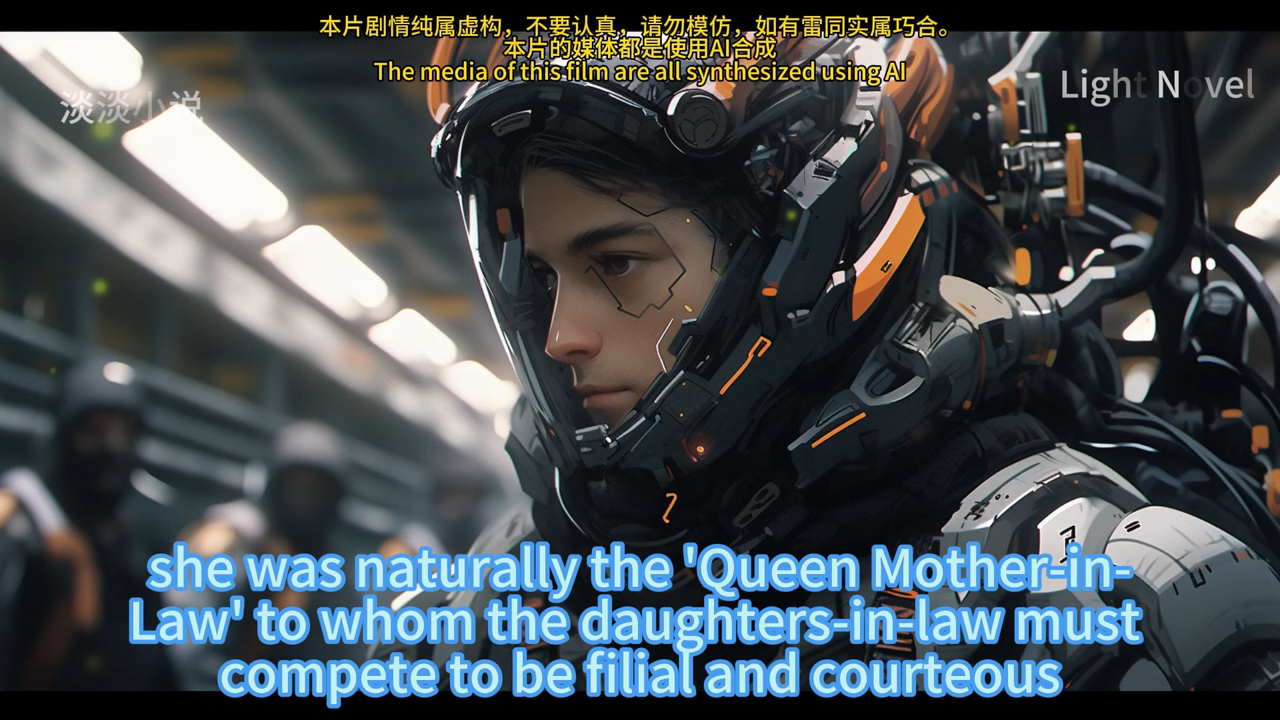 本片剧情纯属虚构，不要认真，请勿模仿，如有雷同实属巧合。
本片的媒体都是使用AI合成
The media of this film are all synthesized using AI
淡淡小说
Light Novel
she was naturally the 'Queen Mother-in-
Law' to whom the daughters-in-law must
compete to be filial and courteous